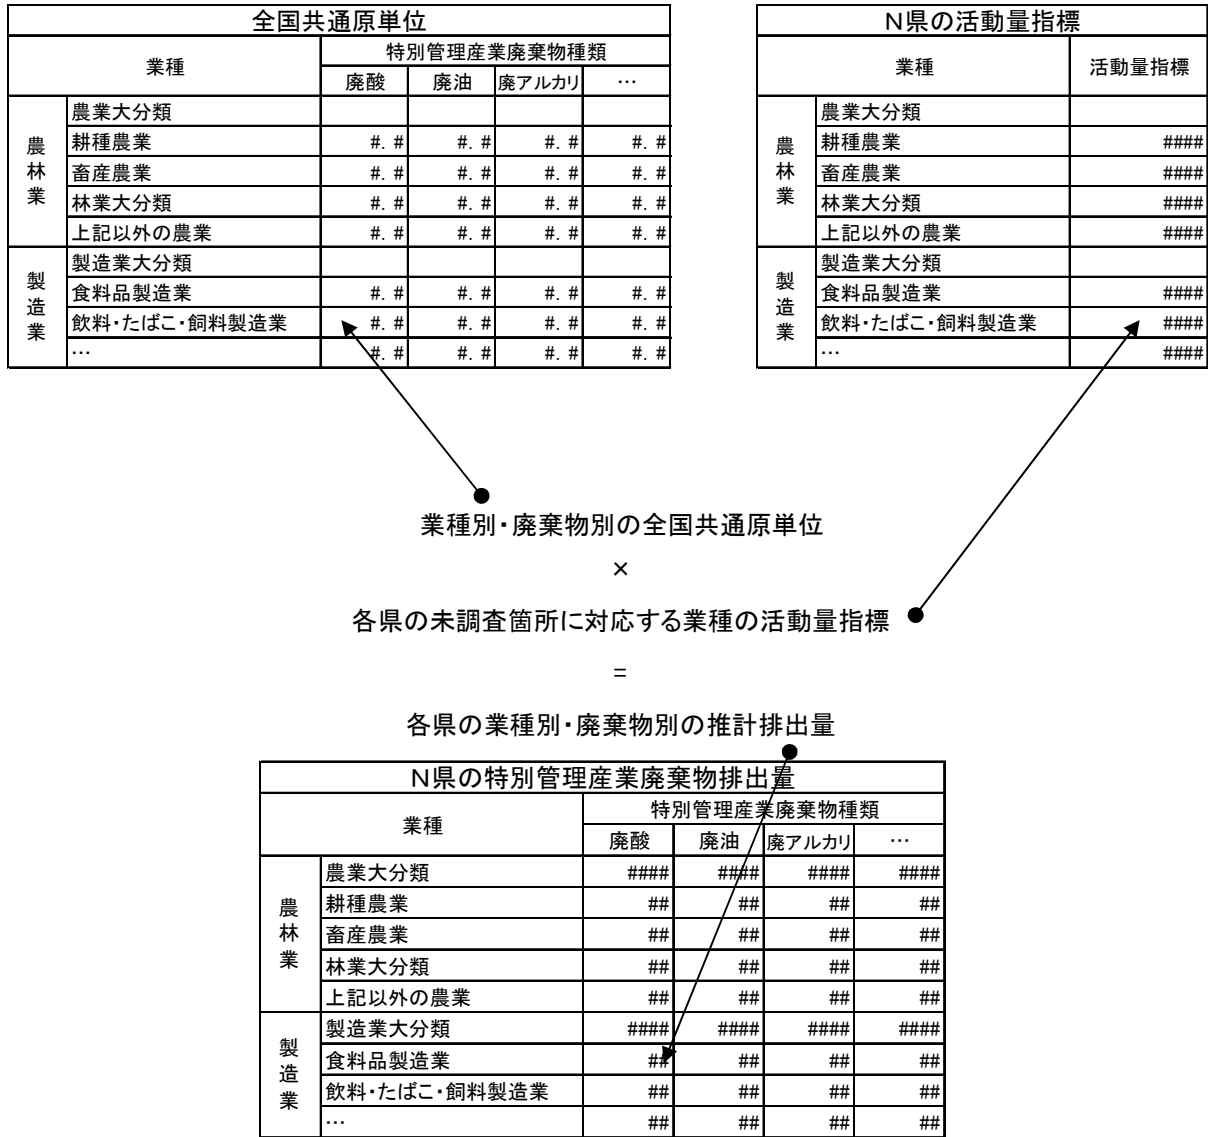 全国共通原単位
業種 特別管理産業廃棄物種類
廃酸 廃油 廃アルカリ …
農林業
農業大分類
耕種農業 #. # #. # #. # #. #
畜産農業 #. # #. # #. # #. #
林業大分類 #. # #. # #. # #. #
上記以外の農業 #. # #. # #. # #. #
製造業
製造業大分類
食料品製造業 #. # #. # #. # #. #
飲料・たばこ・飼料製造業 #. # #. # #. # #. #
… #. # #. # #. # #. #
N県の活動量指標
業種 活動量指標
農林業
農業大分類
耕種農業 ####
畜産農業 ####
林業大分類 ####
上記以外の農業 ####
製造業
製造業大分類
食料品製造業 ####
飲料・たばこ・飼料製造業 ####
… ####
業種別・廃棄物別の全国共通原単位
×
各県の未調査箇所に対応する業種の活動量指標
=
各県の業種別・廃棄物別の推計排出量
N県の特別管理産業廃棄物排出量
業種 特別管理産業廃棄物種類
廃酸 廃油 廃アルカリ …
農林業
農業大分類 #### #### #### ####
耕種農業 ## ## ## ##
畜産農業 ## ## ## ##
林業大分類 ## ## ## ##
上記以外の農業 ## ## ## ##
製造業
製造業大分類 #### #### #### ####
食料品製造業 ## ## ## ##
飲料・たばこ・飼料製造業 ## ## ## ##
… ## ## ## ##